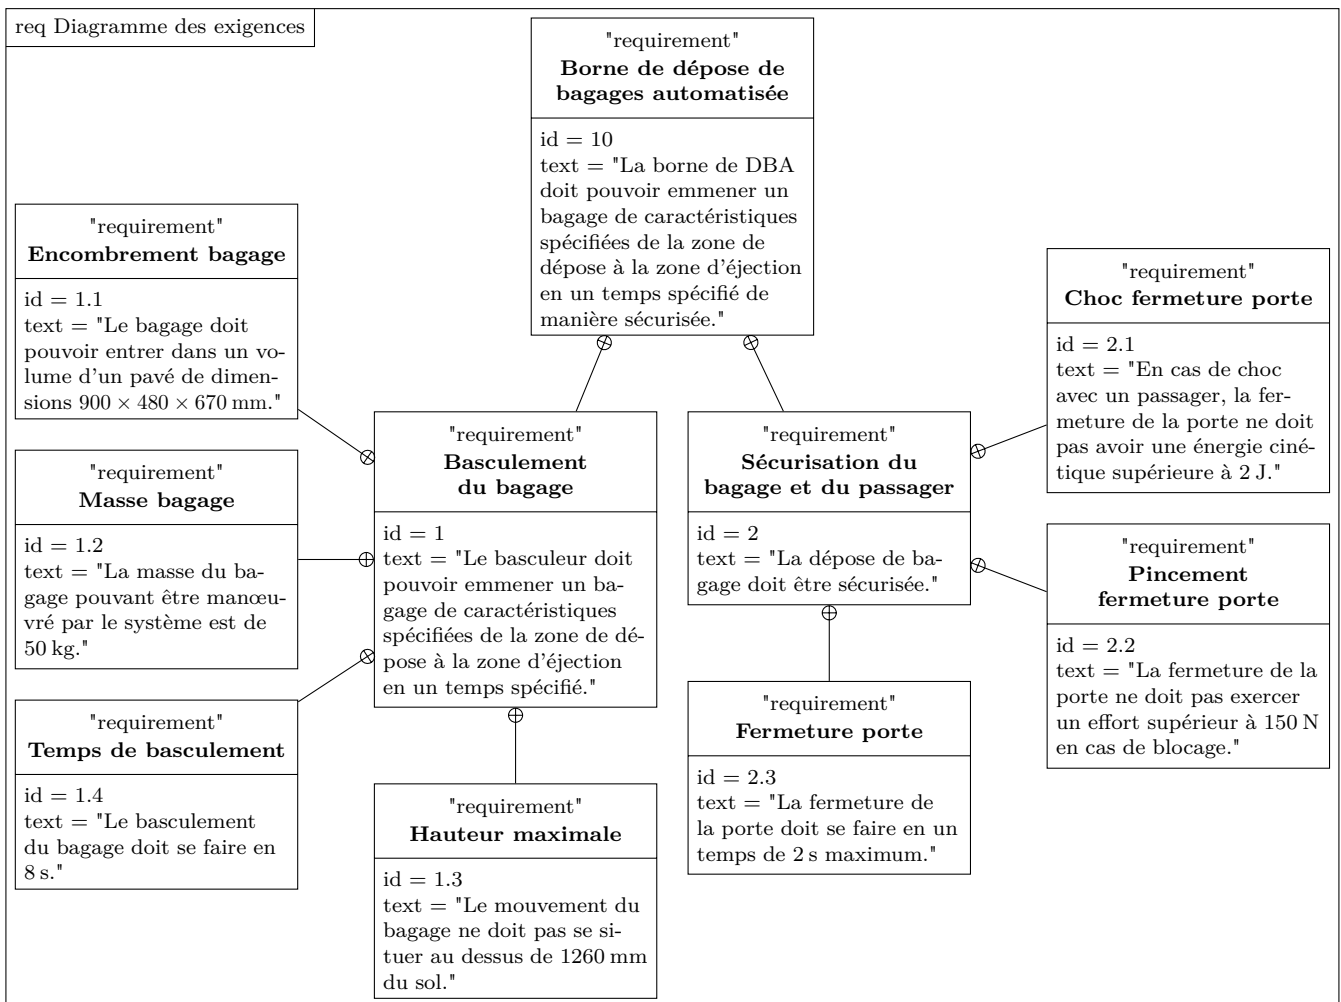 req Diagramme des exigences
"requirement"
Borne de dépose de
bagages automatisée
id = 10
text = "La borne de DBA
doit pouvoir emmener un
bagage de caractéristiques
spécifiées de la zone de
dépose à la zone d'éjection
en un temps spécifié de
manière sécurisée."
"requirement"
Encombrement bagage
id = 1.1
text = "Le bagage doit
pouvoir entrer dans un vo-
lume d'un pavé de dimen-
sions 900 × 480 × 670 mm."
"requirement"
Masse bagage
id = 1.2
text = "La masse du ba-
gage pouvant être manœu-
vré par le système est de
50 kg."
"requirement"
Temps de basculement
id = 1.4
text = "Le basculement
du bagage doit se faire en
8 s."
"requirement"
Basculement
du bagage
id = 1
text = "Le basculeur doit
pouvoir emmener un ba-
gage de caractéristiques
spécifiées de la zone de dé-
pose à la zone d'éjection
en un temps spécifié."
"requirement"
Hauteur maximale
id = 1.3
text = "Le mouvement du
bagage ne doit pas se si-
tuer au dessus de 1260 mm
du sol."
"requirement"
Sécurisation du
bagage et du passager
id = 2
text = "La dépose de ba-
gage doit être sécurisée."
"requirement"
Fermeture porte
id = 2.3
text = "La fermeture de
la porte doit se faire en un
temps de 2 s maximum."
"requirement"
Choc fermeture porte
id = 2.1
text = "En cas de choc
avec un passager, la fer-
meture de la porte ne doit
pas avoir une énergie ciné-
tique supérieure à 2 J."
"requirement"
Pincement
fermeture porte
id = 2.2
text = "La fermeture de la
porte ne doit pas exercer
un effort supérieur à 150 N
en cas de blocage."